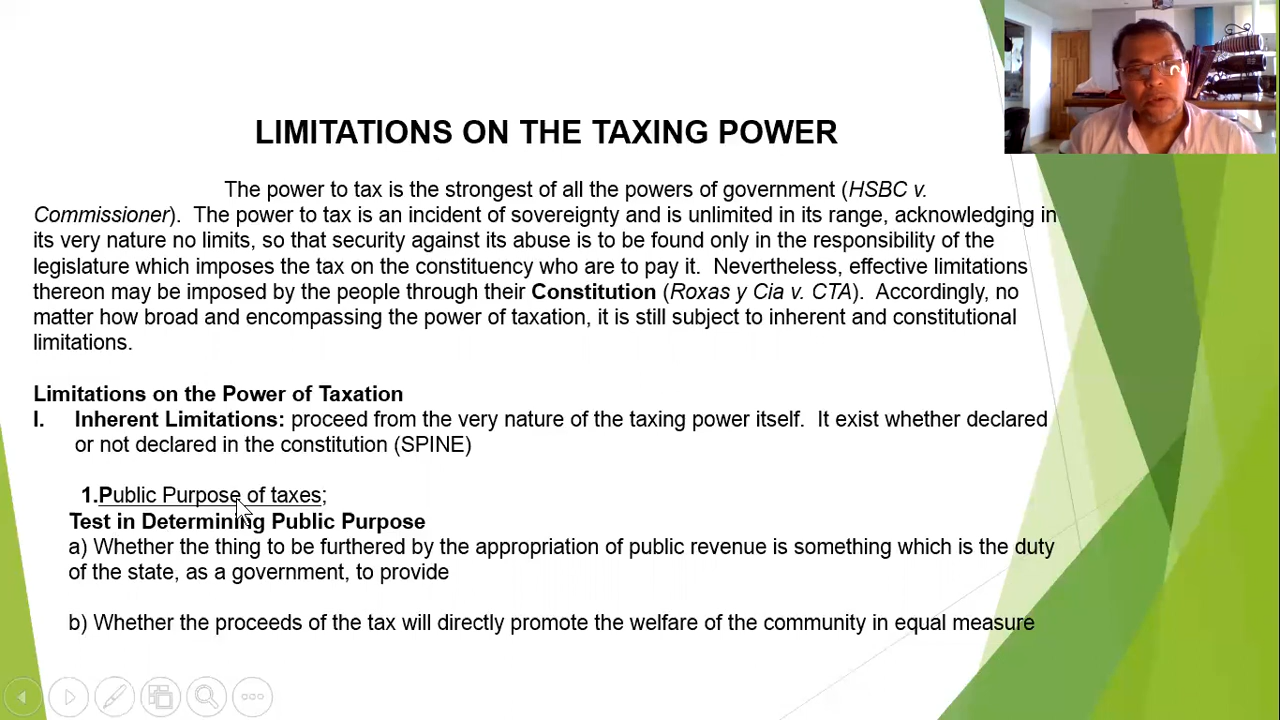 LIMITATIONS ON THE TAXING POWER
The power to tax is the strongest of all the powers of government (HSBC v.
Commissioner). The power to tax is an incident of sovereignty and is unlimited in its range, acknowledging in
its very nature no limits, so that security against its abuse is to be found only in the responsibility of the
legislature which imposes the tax on the constituency who are to pay it. Nevertheless, effective limitations
thereon may be imposed by the people through their Constitution (Roxas y Cia v. CTA). Accordingly, no
matter how broad and encompassing the power of taxation, it is still subject to inherent and constitutional
limitations.
Limitations on the Power of Taxation
I. Inherent Limitations: proceed from the very nature of the taxing power itself. It exist whether declared
or not declared in the constitution (SPINE)
1.Public Purpose of taxes;
Test in Determining Public Purpose
a) Whether the thing to be furthered by the appropriation of public revenue is something which is the duty
of the state, as a government, to provide
b) Whether the proceeds of the tax will directly promote the welfare of the community in equal measure